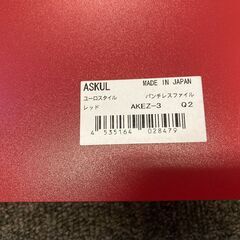 ASKUL MADE IN JAPAN
ユーロスタイル パンチレスファイル
レッド AKEZ-3 Q2
4 535164 028479